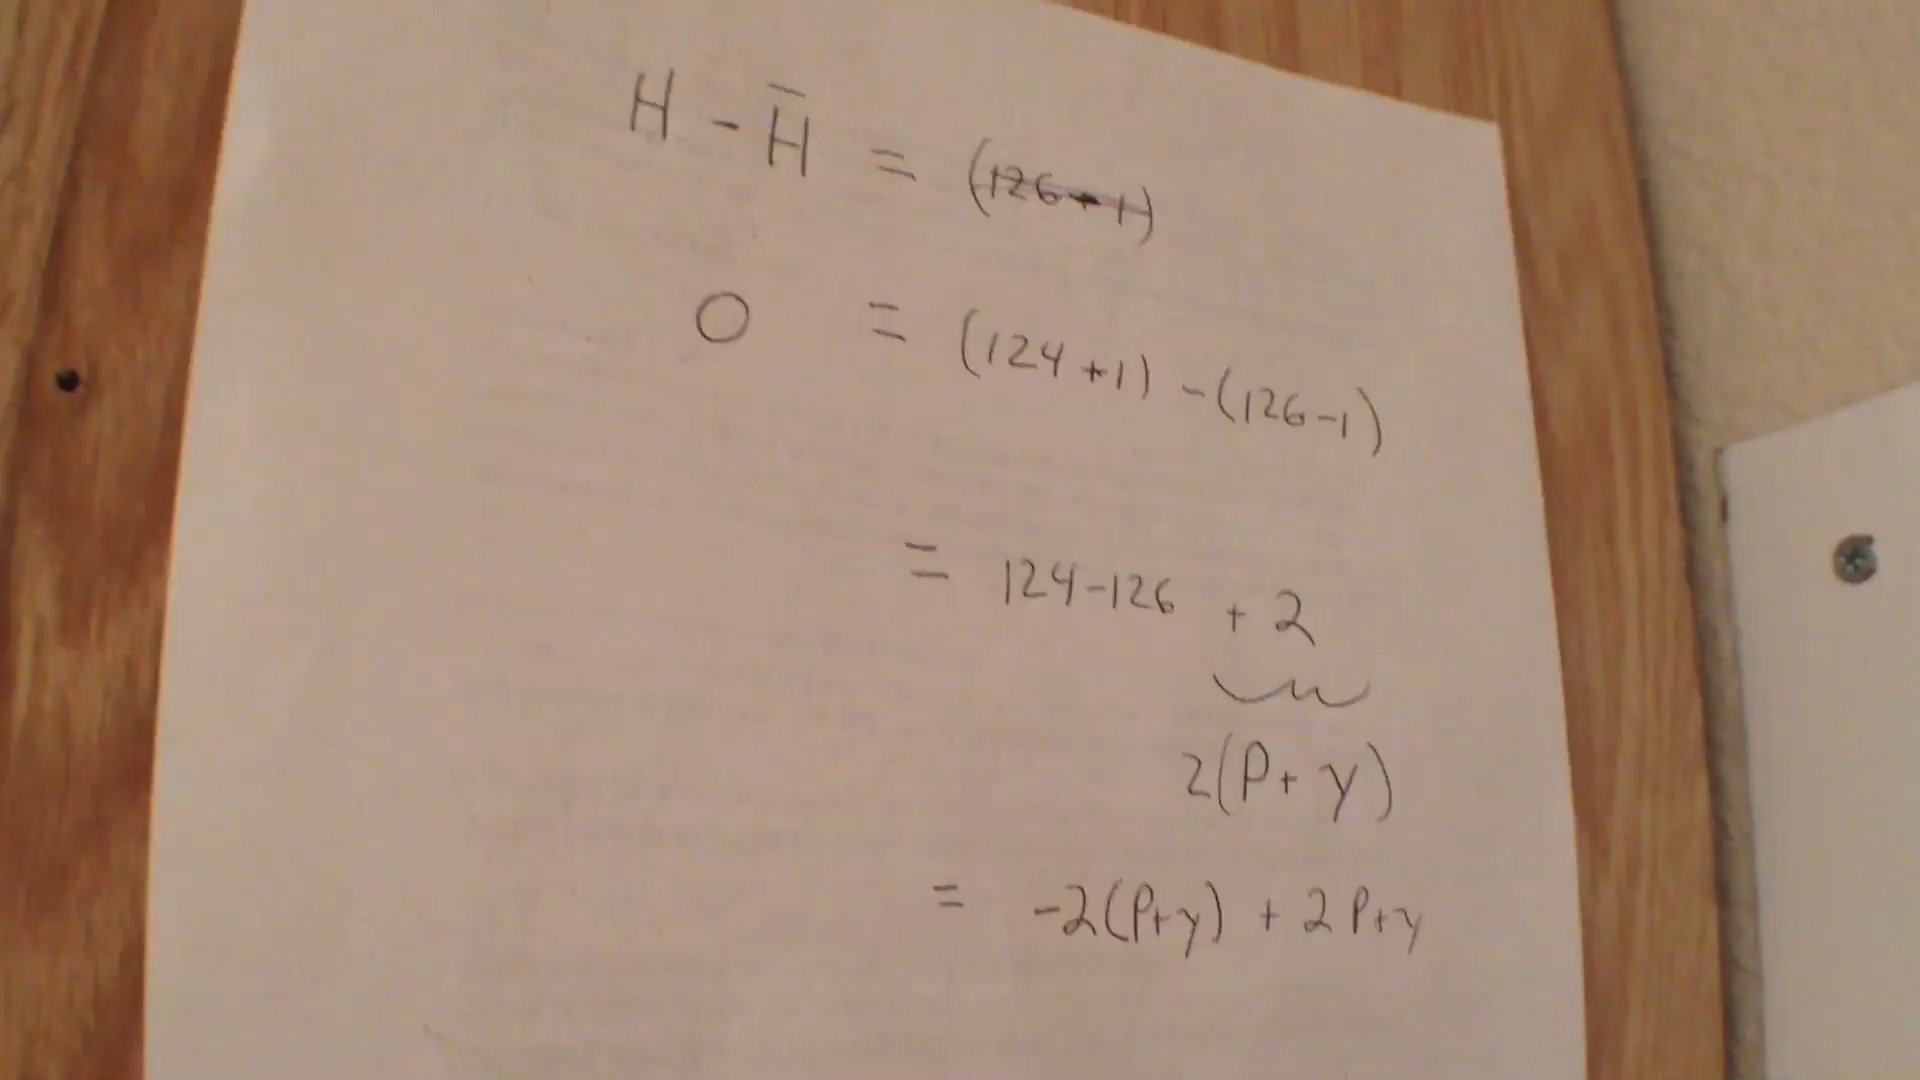 H - H̄ = (126-1)
O = (124+1) -(126-1)
= 124-126 + 2
2(P+y)
= -2(P+y) + 2P+y